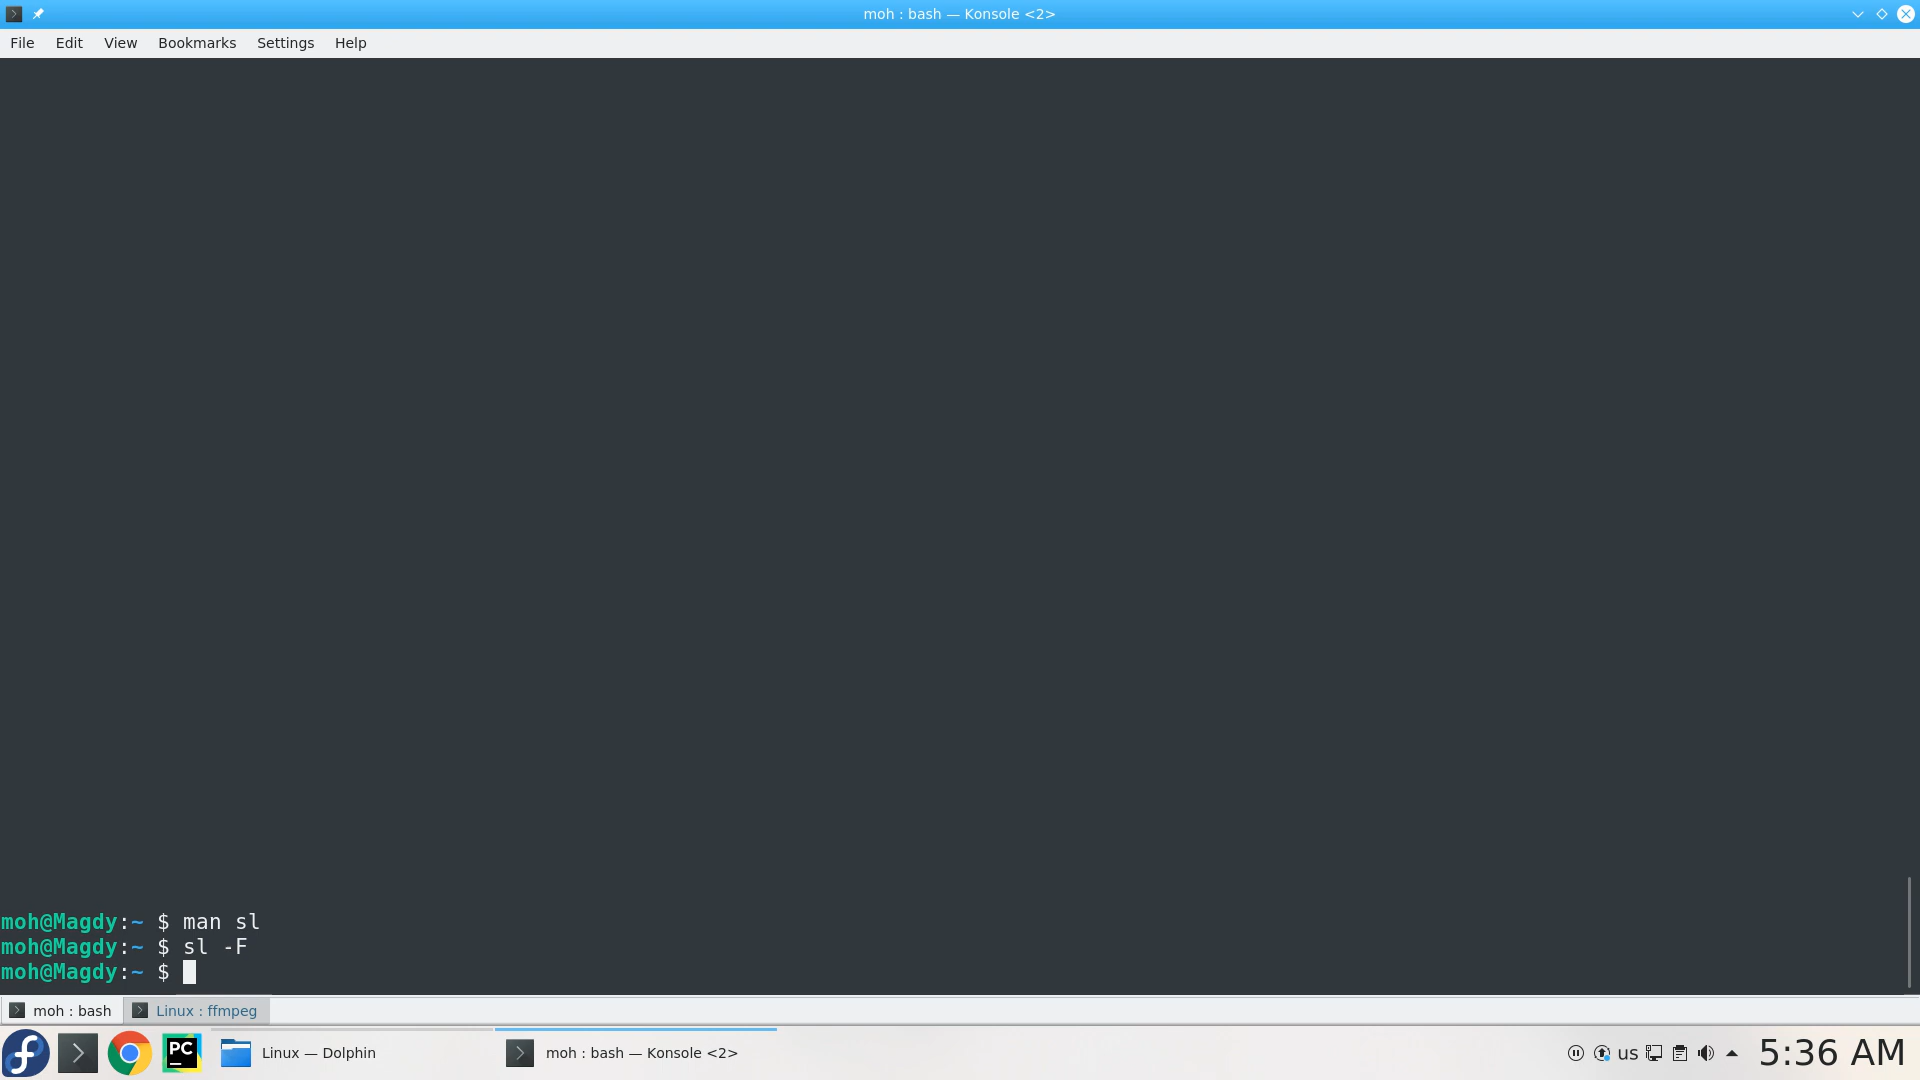 moh : bash — Konsole <2>
File Edit View Bookmarks Settings Help
moh@Magdy:~ $ man sl
moh@Magdy:~ $ sl -F
moh@Magdy:~ $
moh : bash Linux : ffmpeg
PC Linux — Dolphin moh : bash — Konsole <2> us 5:36 AM